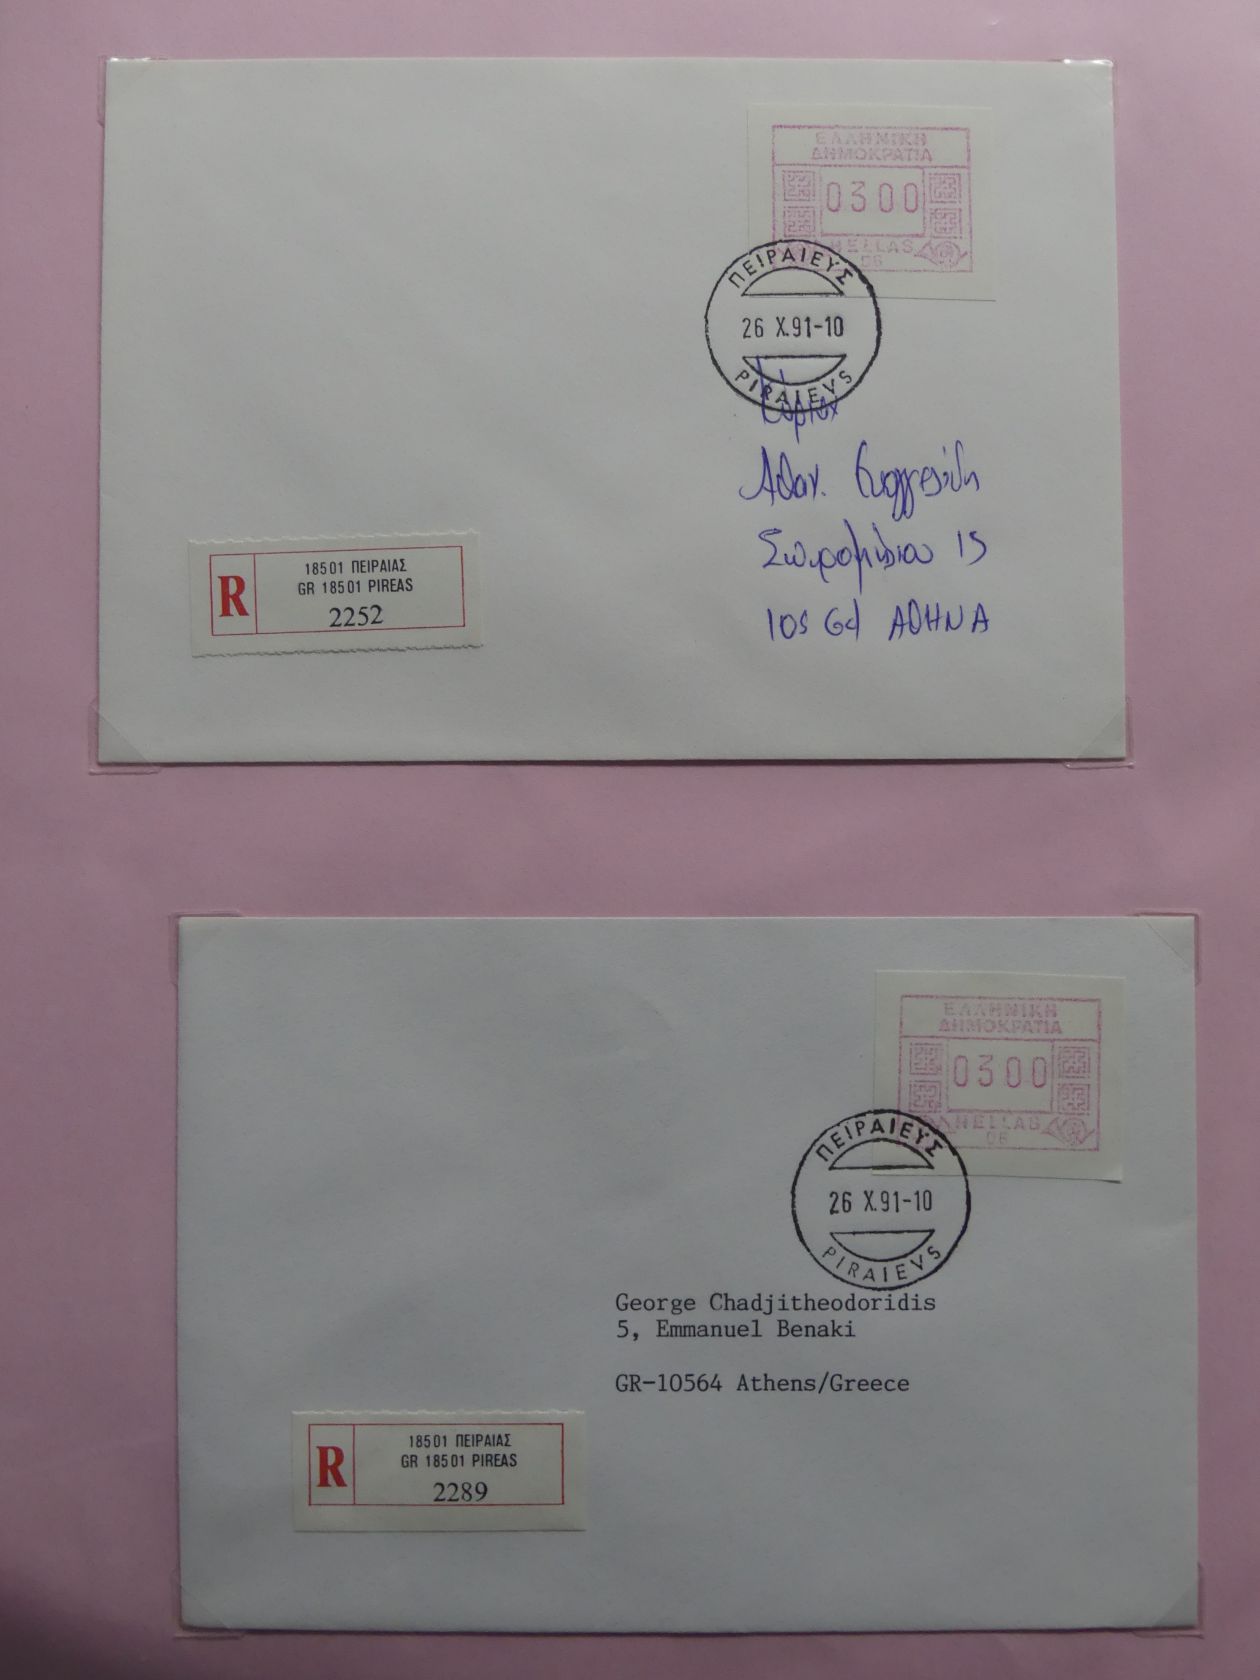 ΕΛΛΗΝΙΚΗ
ΔΗΜΟΚΡΑΤΙΑ
0300
HELLAS
06
ΠΕΙΡΑΙΕΥΣ
26 X.91-10
PIRAIEVS
Αθαν.
15
105 64 ΑΘΗΝΑ
R
18501 ΠΕΙΡΑΙΑΣ
GR 18501 PIREAS
2252
ΕΛΛΗΝΙΚΗ
ΔΗΜΟΚΡΑΤΙΑ
0300
HELLAS
06
ΠΕΙΡΑΙΕΥΣ
26 X.91-10
PIRAIEVS
George Chadjitheodoridis
5, Emmanuel Benaki
GR-10564 Athens/Greece
R
18501 ΠΕΙΡΑΙΑΣ
GR 18501 PIREAS
2289